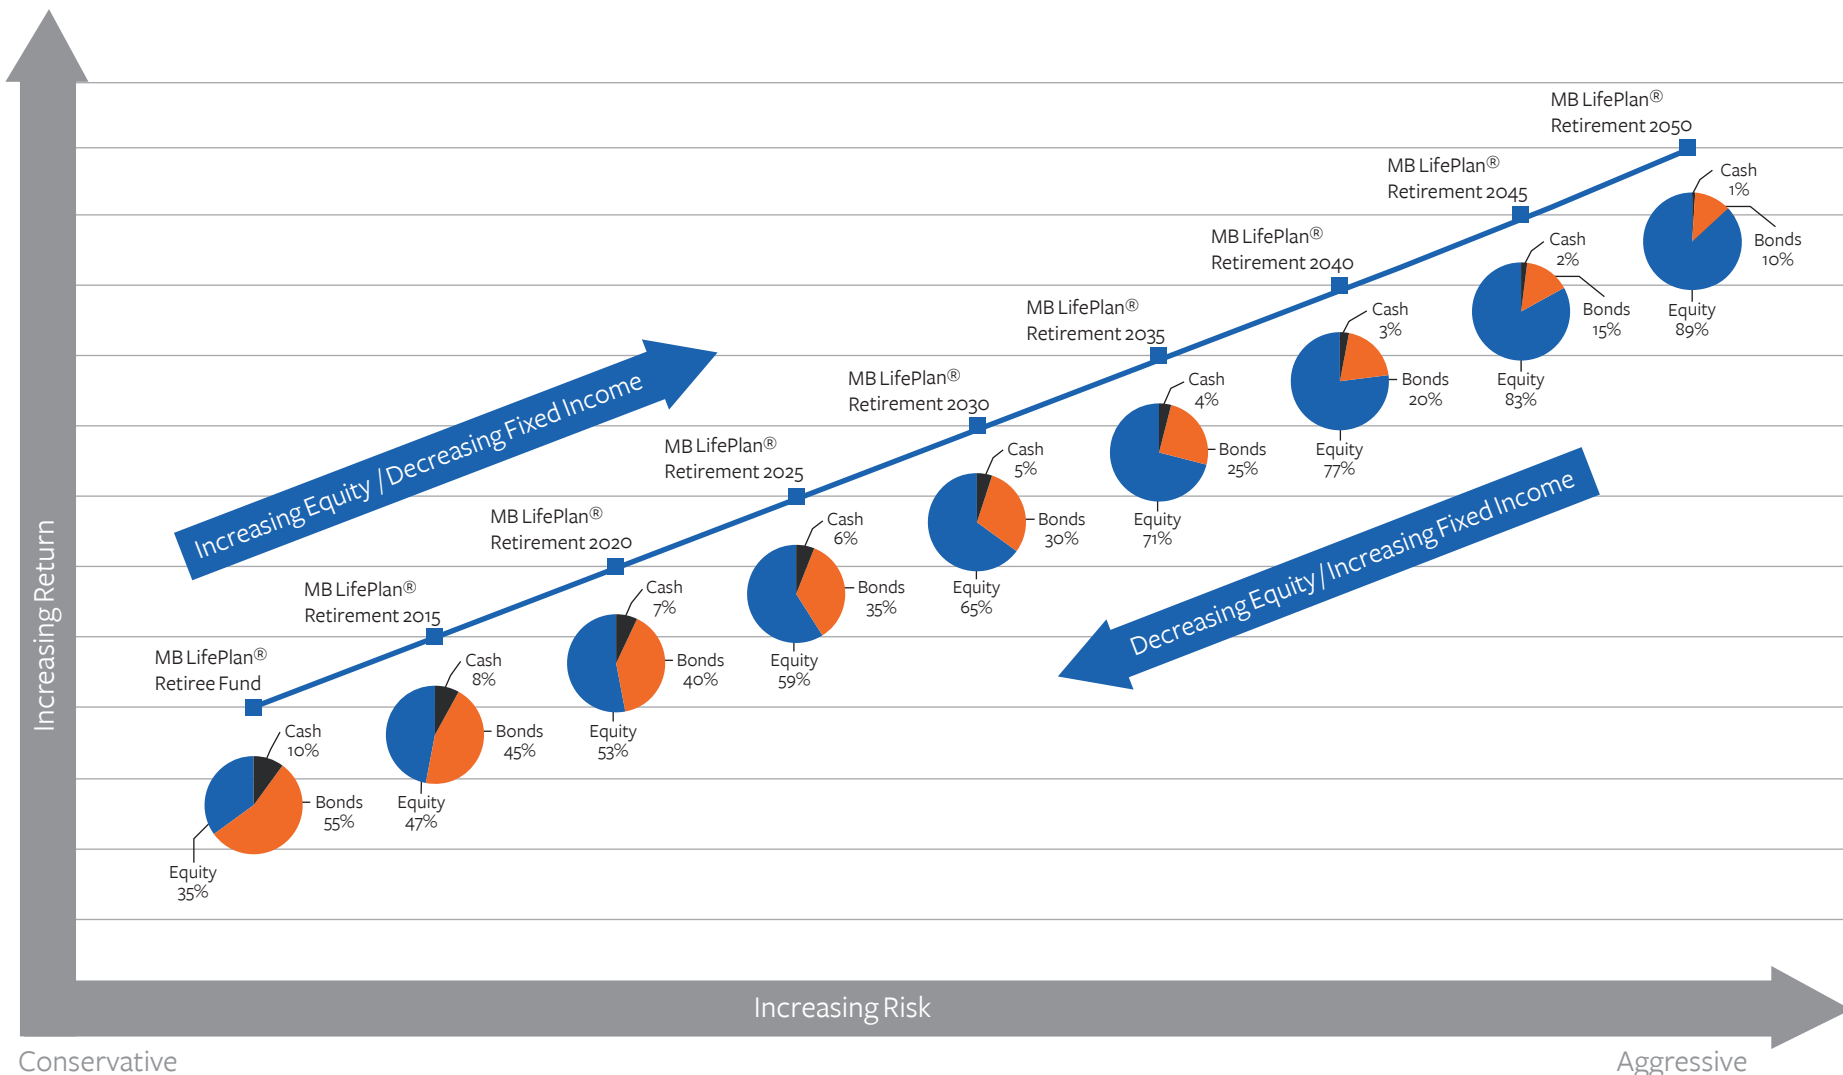 MB LifePlan®
Retirement 2050
Cash
1%
Bonds
10%
Equity
89%
MB LifePlan®
Retirement 2045
Cash
2%
Bonds
15%
Equity
83%
MB LifePlan®
Retirement 2040
Cash
3%
Bonds
20%
Equity
77%
MB LifePlan®
Retirement 2035
Cash
4%
Bonds
25%
Equity
71%
MB LifePlan®
Retirement 2030
Cash
5%
Bonds
30%
Equity
65%
MB LifePlan®
Retirement 2025
Cash
6%
Bonds
35%
Equity
59%
MB LifePlan®
Retirement 2020
Cash
7%
Bonds
40%
Equity
53%
MB LifePlan®
Retirement 2015
Cash
8%
Bonds
45%
Equity
47%
MB LifePlan®
Retiree Fund
Cash
10%
Bonds
55%
Equity
35%
Increasing Equity / Decreasing Fixed Income
Decreasing Equity / Increasing Fixed Income
Increasing Return
Increasing Risk
Conservative
Aggressive